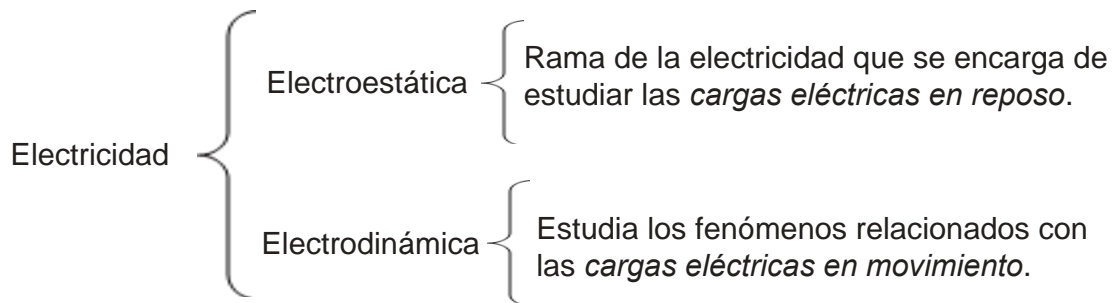 Electricidad
Electroestática
Rama de la electricidad que se encarga de
estudiar las cargas eléctricas en reposo.
Electrodinámica
Estudia los fenómenos relacionados con
las cargas eléctricas en movimiento.